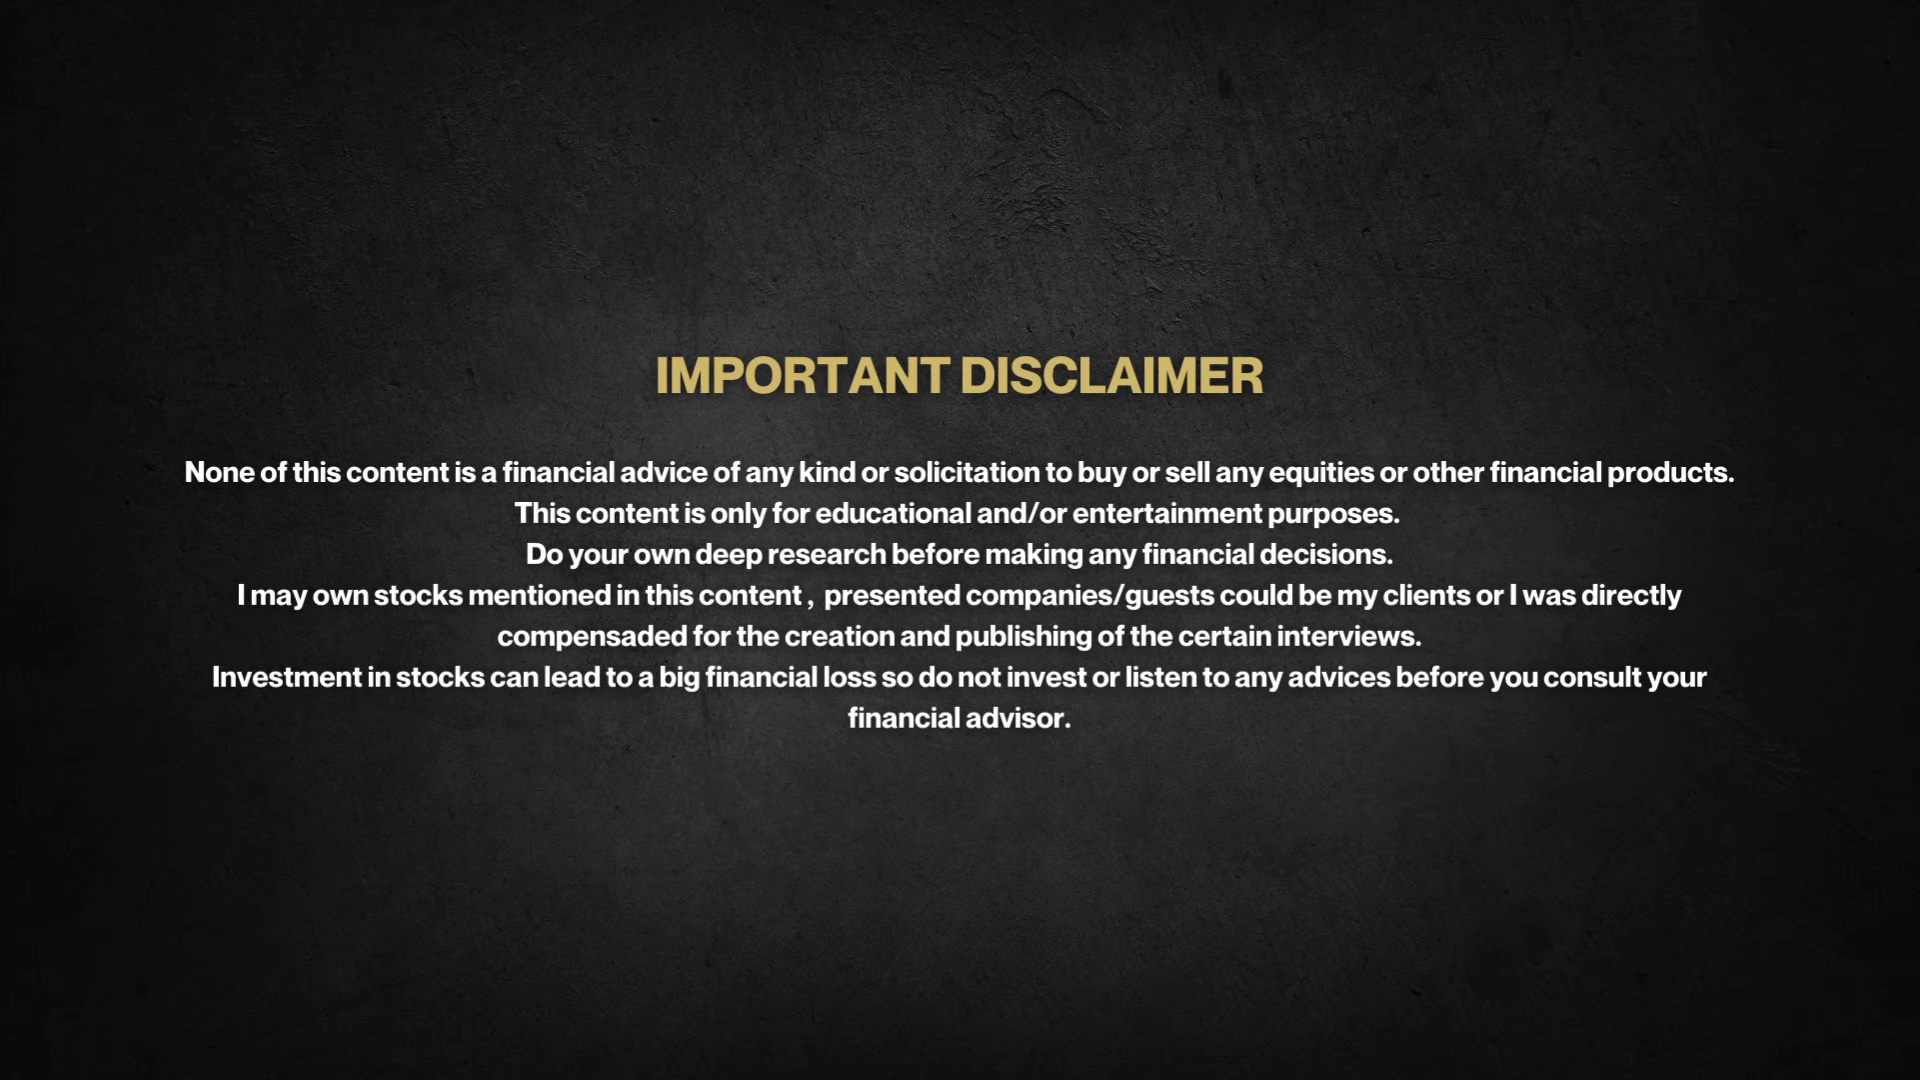 IMPORTANT DISCLAIMER
None of this content is a financial advice of any kind or solicitation to buy or sell any equities or other financial products.
This content is only for educational and/or entertainment purposes.
Do your own deep research before making any financial decisions.
I may own stocks mentioned in this content , presented companies/guests could be my clients or I was directly
compensaded for the creation and publishing of the certain interviews.
Investment in stocks can lead to a big financial loss so do not invest or listen to any advices before you consult your
financial advisor.